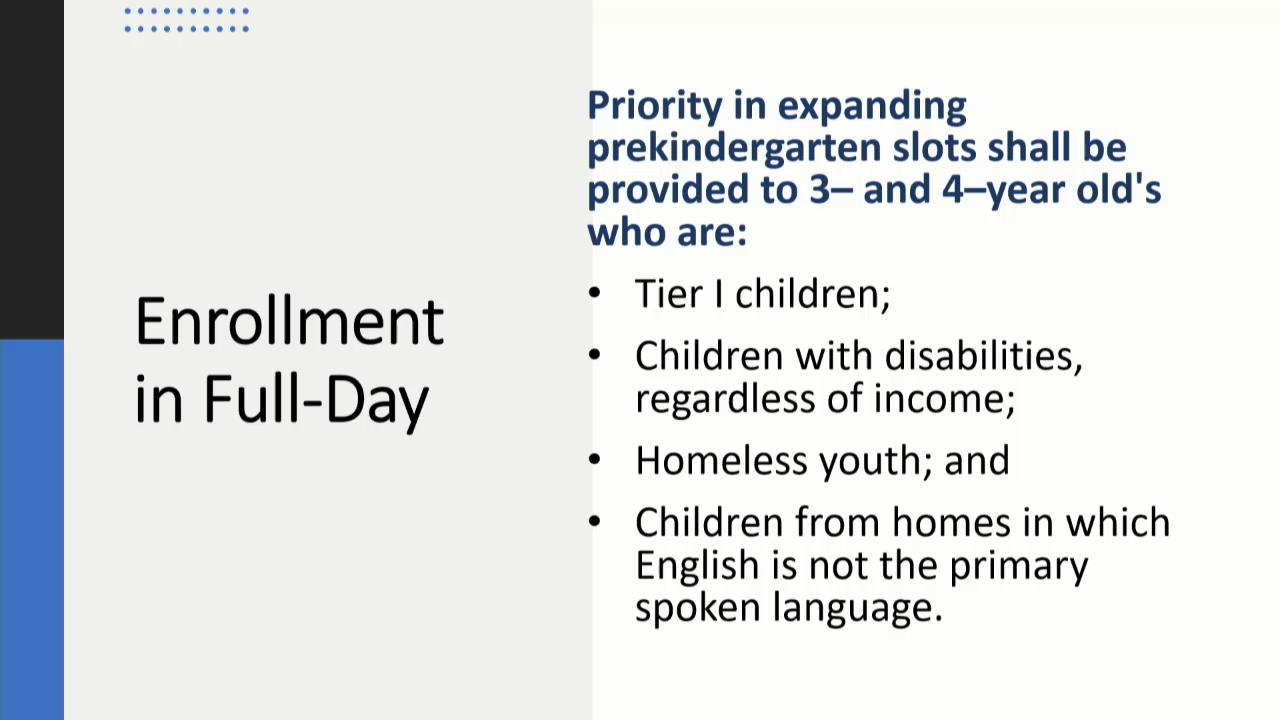 Enrollment
in Full-Day
Priority in expanding
prekindergarten slots shall be
provided to 3– and 4–year old's
who are:
• Tier I children;
• Children with disabilities,
regardless of income;
• Homeless youth; and
• Children from homes in which
English is not the primary
spoken language.